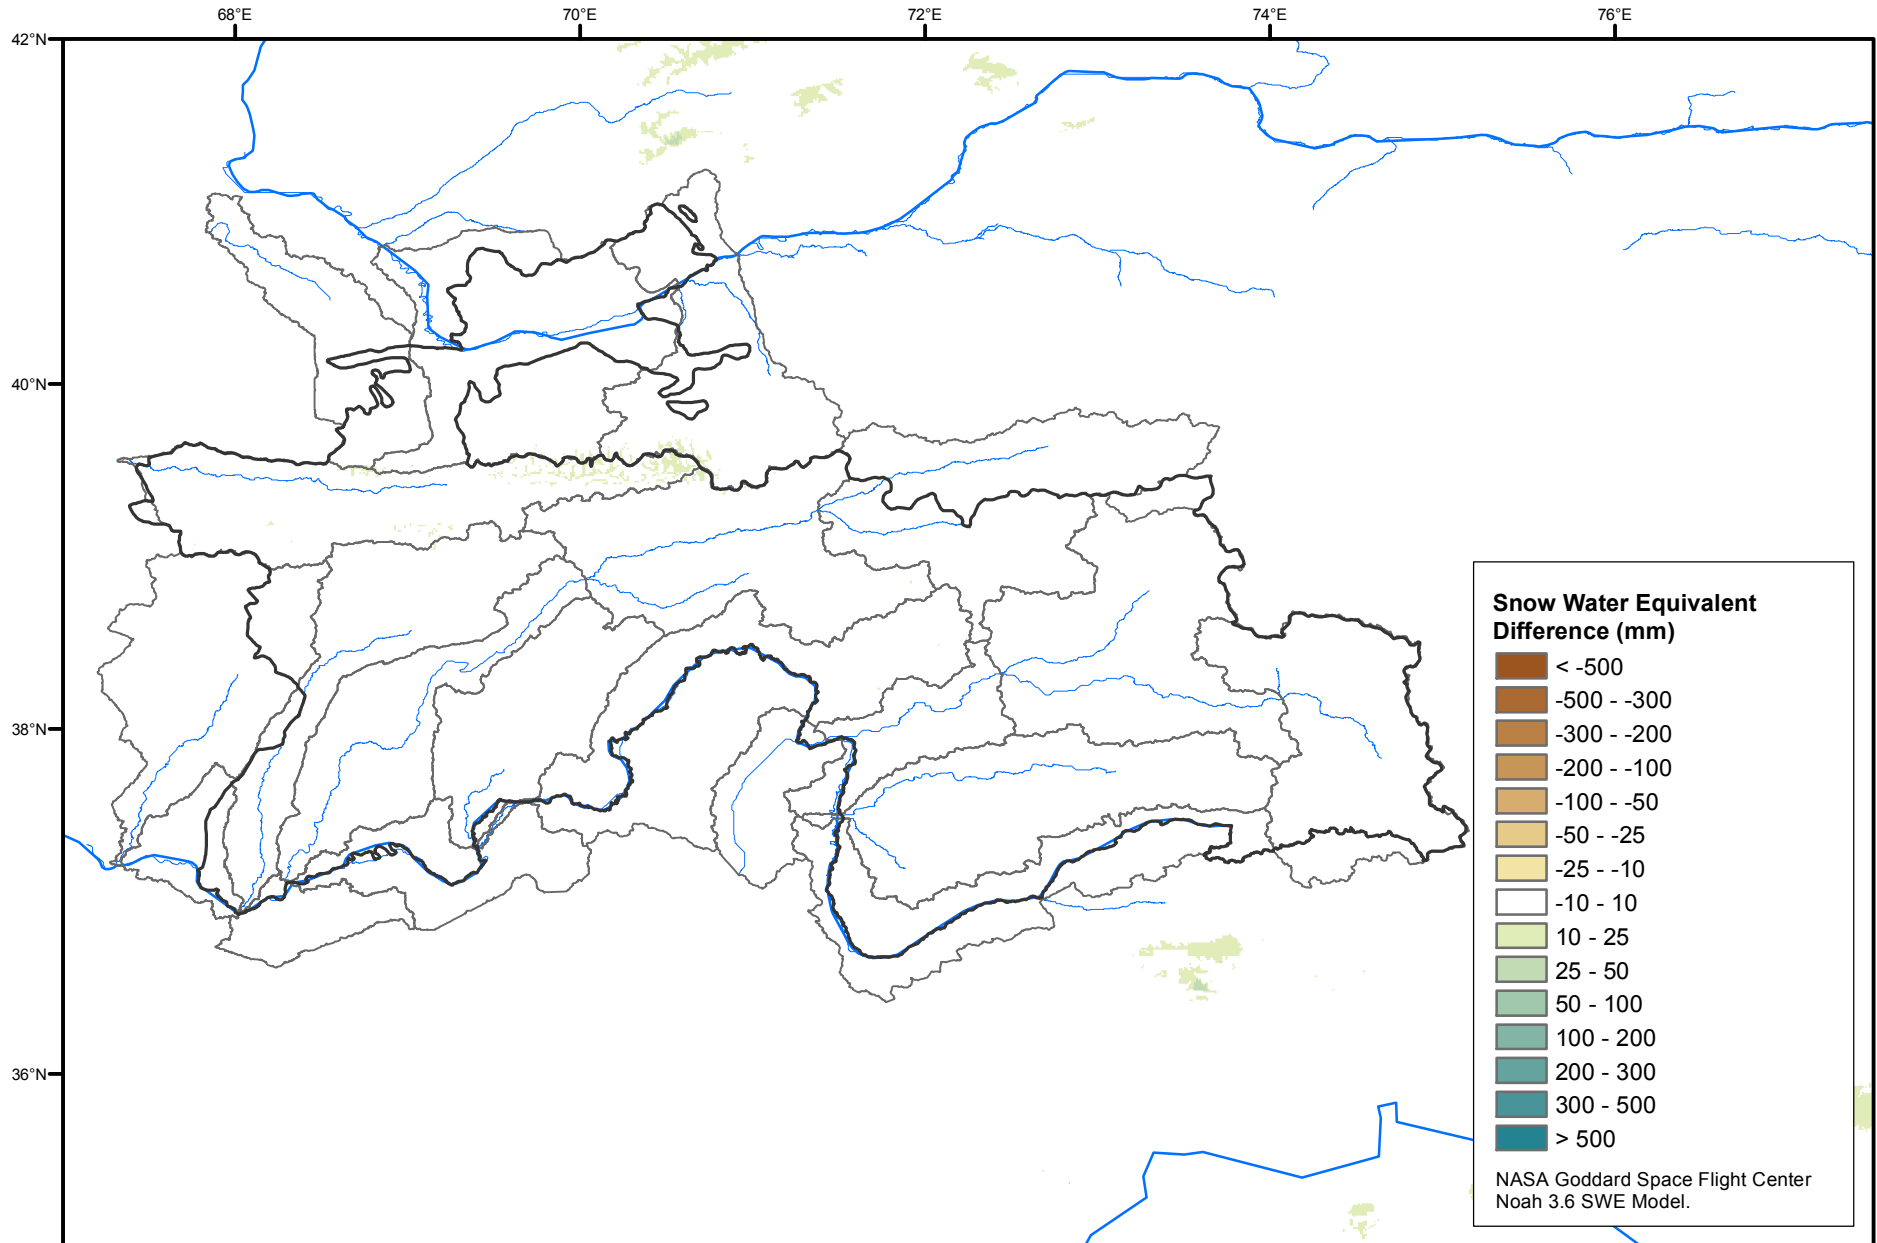 68°E
70°E
72°E
74°E
76°E
42°N
40°N
38°N
36°N
Snow Water Equivalent
Difference (mm)
< -500
-500 - -300
-300 - -200
-200 - -100
-100 - -50
-50 - -25
-25 - -10
-10 - 10
10 - 25
25 - 50
50 - 100
100 - 200
200 - 300
300 - 500
> 500
NASA Goddard Space Flight Center
Noah 3.6 SWE Model.